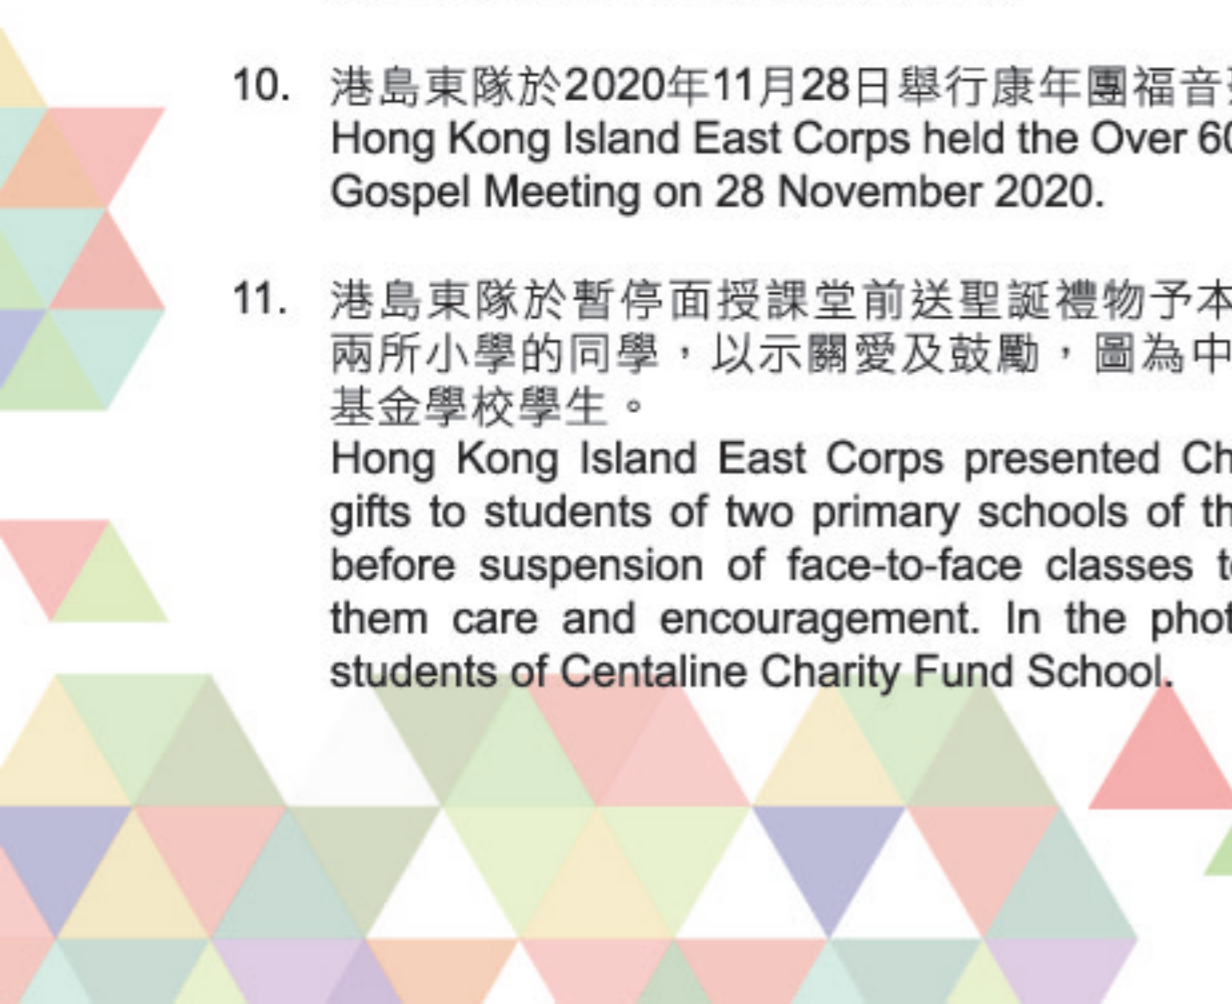 10. 港島東隊於2020年11月28日舉行康年團福音
Hong Kong Island East Corps held the Over 60
Gospel Meeting on 28 November 2020.
11. 港島東隊於暫停面授課堂前送聖誕禮物予本
兩所小學的同學，以示關愛及鼓勵，圖為中
基金學校學生。
Hong Kong Island East Corps presented Ch
gifts to students of two primary schools of th
before suspension of face-to-face classes t
them care and encouragement. In the phot
students of Centaline Charity Fund School.